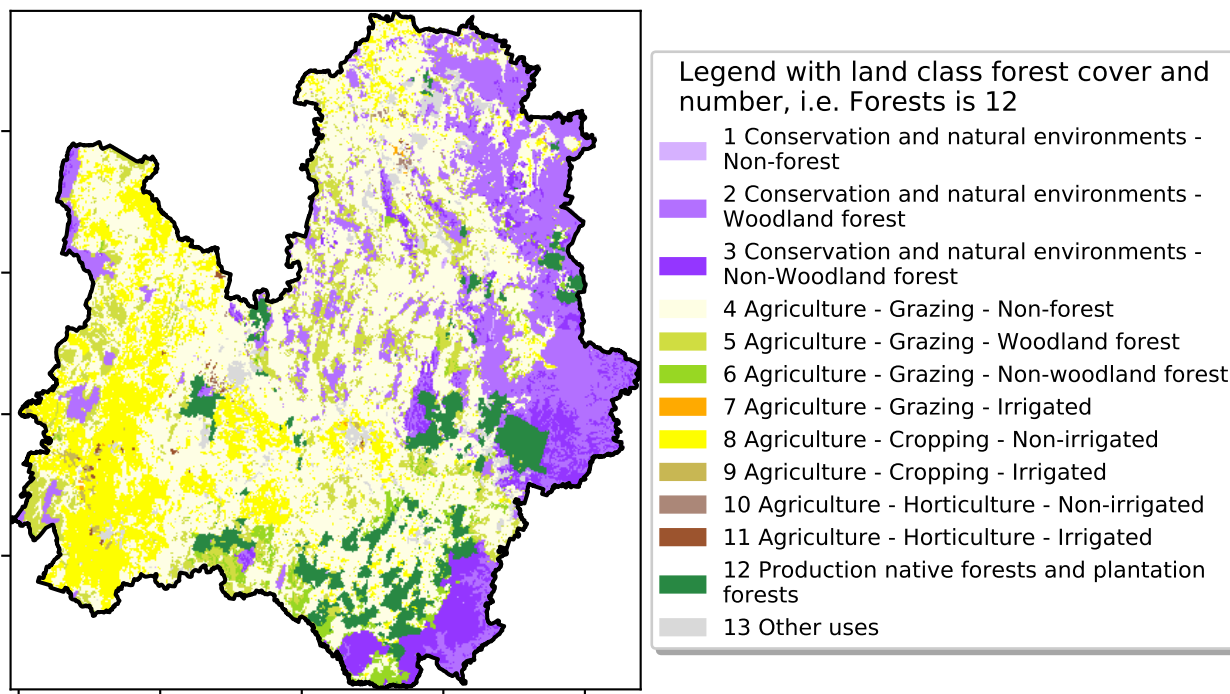 Legend with land class forest cover and
number, i.e. Forests is 12
1 Conservation and natural environments -
Non-forest
2 Conservation and natural environments -
Woodland forest
3 Conservation and natural environments -
Non-Woodland forest
4 Agriculture - Grazing - Non-forest
5 Agriculture - Grazing - Woodland forest
6 Agriculture - Grazing - Non-woodland forest
7 Agriculture - Grazing - Irrigated
8 Agriculture - Cropping - Non-irrigated
9 Agriculture - Cropping - Irrigated
10 Agriculture - Horticulture - Non-irrigated
11 Agriculture - Horticulture - Irrigated
12 Production native forests and plantation
forests
13 Other uses